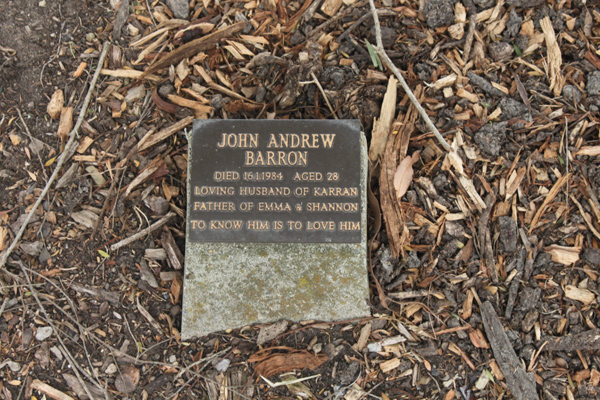 JOHN ANDREW
BARRON
DIED 16.1.1984 AGED 28
LOVING HUSBAND OF KARRAN
FATHER OF EMMA & SHANNON
TO KNOW HIM IS TO LOVE HIM